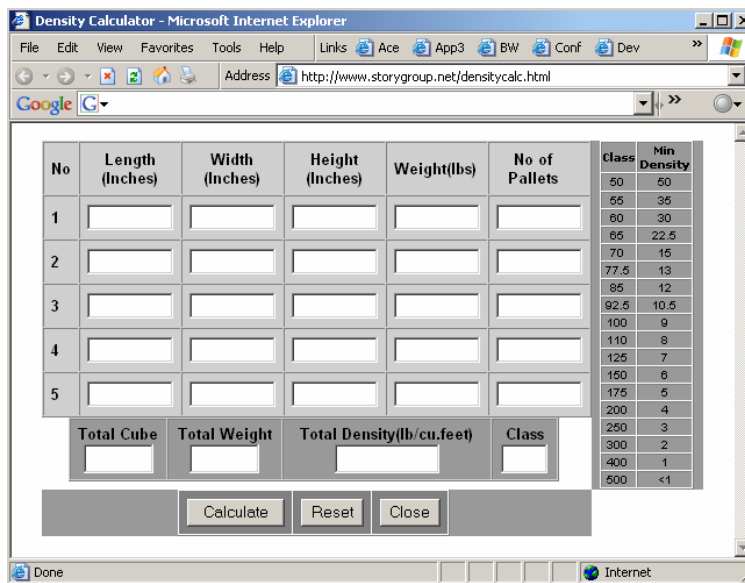 Density Calculator - Microsoft Internet Explorer
File Edit View Favorites Tools Help Links Ace App3 BW Conf Dev »
Address http://www.storygroup.net/densitycalc.html
Google G »
No Length (Inches) Width (Inches) Height (Inches) Weight(lbs) No of Pallets
1
2
3
4
5
Total Cube Total Weight Total Density(lb/cu.feet) Class
Calculate Reset Close
Class Min Density
50 50
55 35
60 30
65 22.5
70 15
77.5 13
85 12
92.5 10.5
100 9
110 8
125 7
150 6
175 5
200 4
250 3
300 2
400 1
500 <1
Done Internet